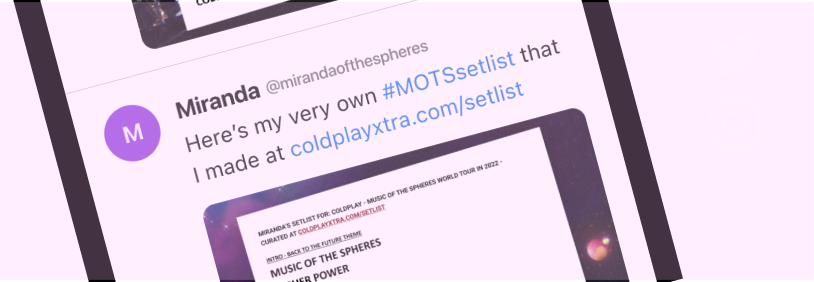 M
Miranda @mirandaofthespheres
Here's my very own #MOTSsetlist that
I made at coldplayxtra.com/setlist
MIRANDA'S SETLIST FOR: COLDPLAY - MUSIC OF THE SPHERES WORLD TOUR IN 2022 -
CURATED AT COLDPLAYXTRA.COM/SETLIST
INTRO - BACK TO THE FUTURE THEME
MUSIC OF THE SPHERES
POWER